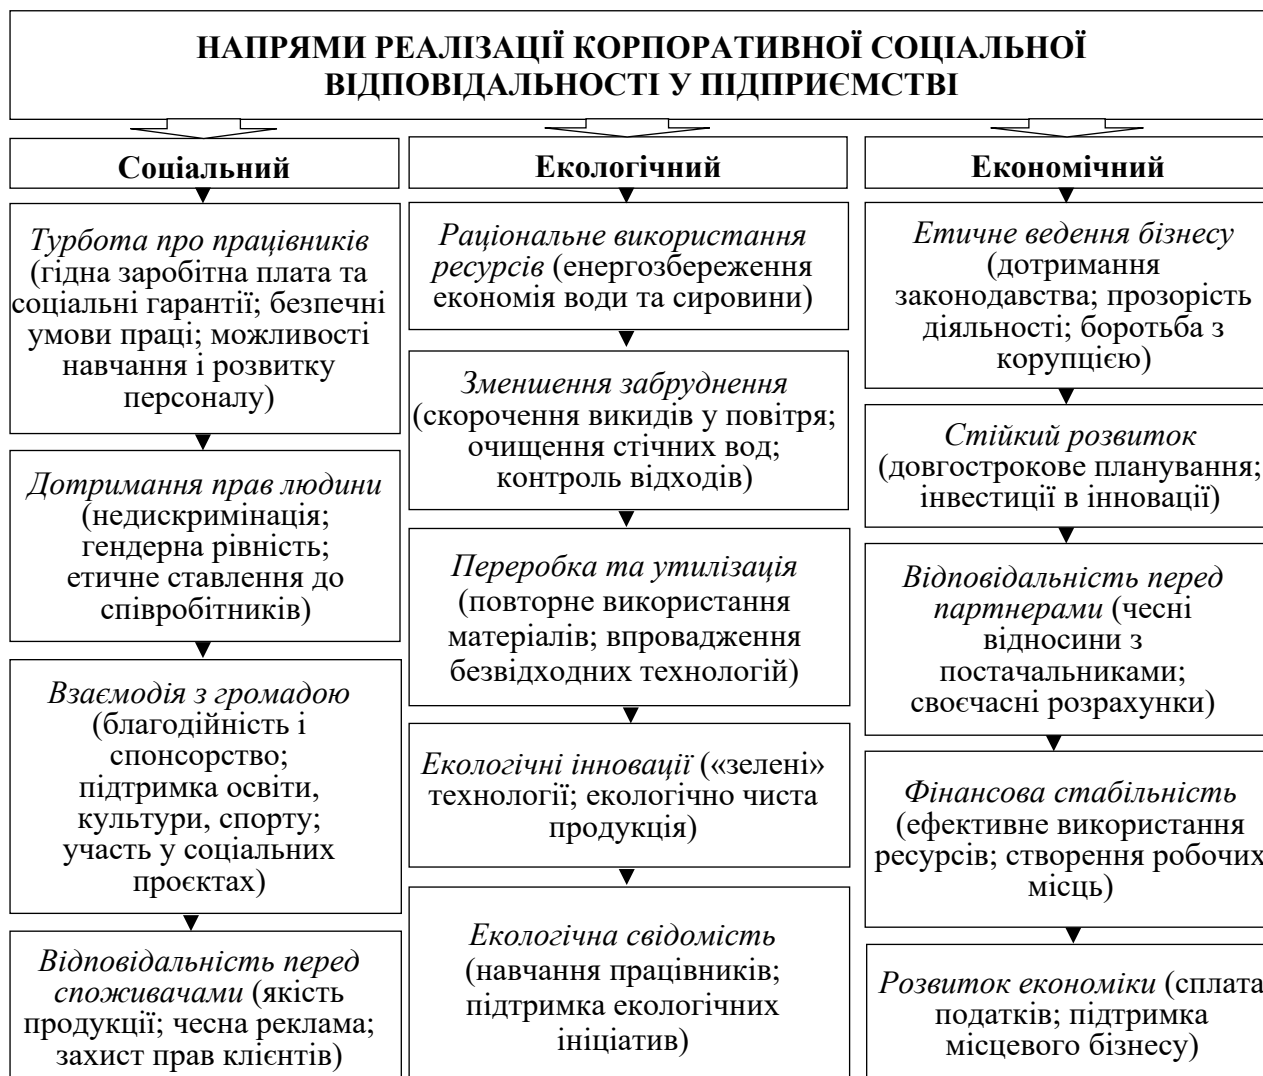 НАПРЯМИ РЕАЛІЗАЦІЇ КОРПОРАТИВНОЇ СОЦІАЛЬНОЇ
ВІДПОВІДАЛЬНОСТІ У ПІДПРИЄМСТВІ
Соціальний
Турбота про працівників
(гідна заробітна плата та
соціальні гарантії; безпечні
умови праці; можливості
навчання і розвитку
персоналу)
Дотримання прав людини
(недискримінація;
гендерна рівність;
етичне ставлення до
співробітників)
Взаємодія з громадою
(благодійність і
спонсорство;
підтримка освіти,
культури, спорту;
участь у соціальних
проєктах)
Відповідальність перед
споживачами (якість
продукції; чесна реклама;
захист прав клієнтів)
Екологічний
Раціональне використання
ресурсів (енергозбереження
економія води та сировини)
Зменшення забруднення
(скорочення викидів у повітря;
очищення стічних вод;
контроль відходів)
Переробка та утилізація
(повторне використання
матеріалів; впровадження
безвідходних технологій)
Екологічні інновації («зелені»
технології; екологічно чиста
продукція)
Екологічна свідомість
(навчання працівників;
підтримка екологічних
ініціатив)
Економічний
Етичне ведення бізнесу
(дотримання
законодавства; прозорість
діяльності; боротьба з
корупцією)
Стійкий розвиток
(довгострокове планування;
інвестиції в інновації)
Відповідальність перед
партнерами (чесні
відносини з
постачальниками;
своєчасні розрахунки)
Фінансова стабільність
(ефективне використання
ресурсів; створення робочих
місць)
Розвиток економіки (сплата
податків; підтримка
місцевого бізнесу)